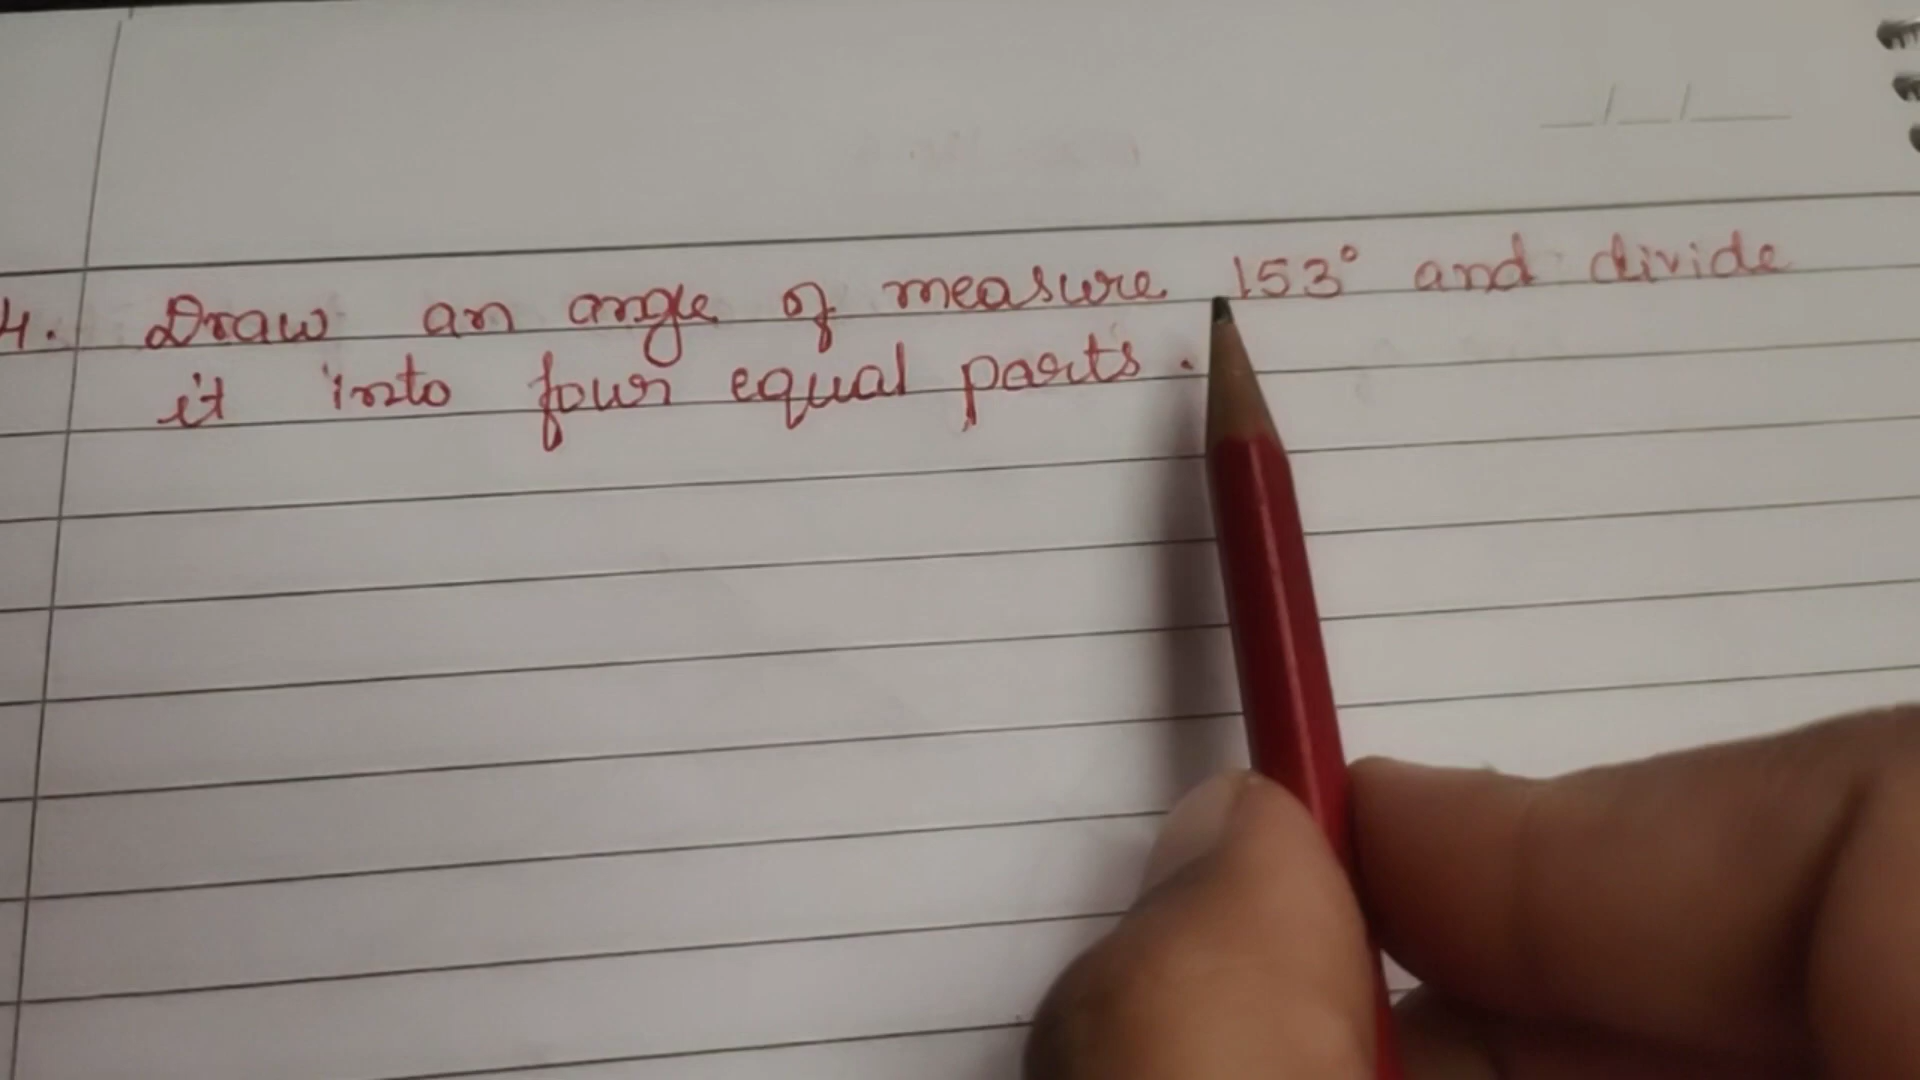 4. Draw an angle of measure 153° and divide
it into four equal parts.